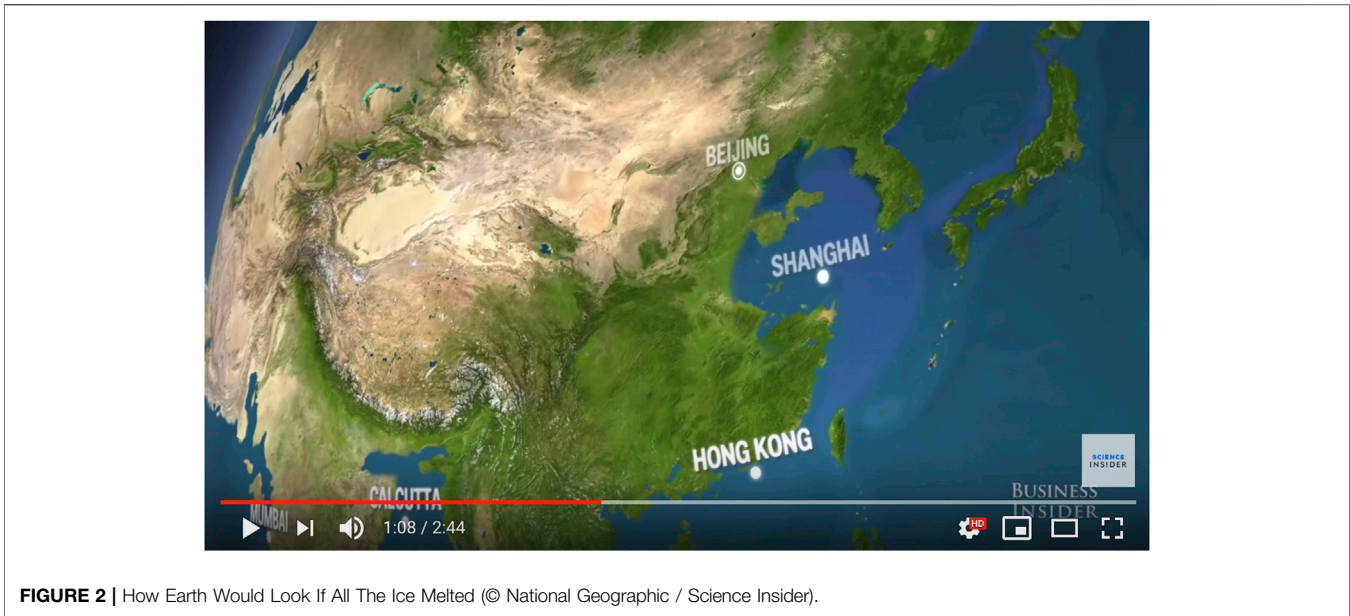 BEIJING
SHANGHAI
HONG KONG
CALCUTTA
MUMBAI
SCIENCE
INSIDER
BUSINESS
INSIDER
1:08 / 2:44
HD
FIGURE 2 | How Earth Would Look If All The Ice Melted (© National Geographic / Science Insider).